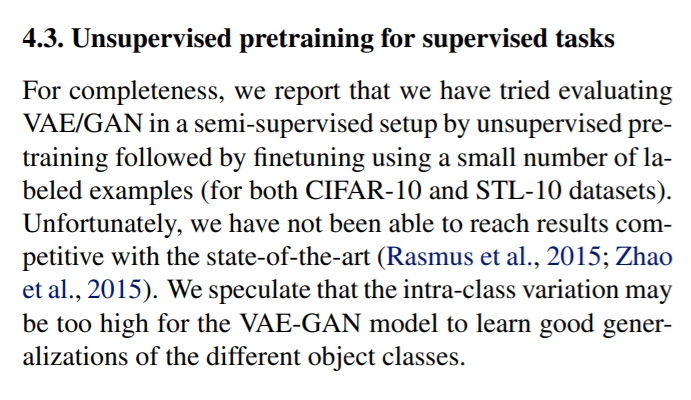 4.3. Unsupervised pretraining for supervised tasks
For completeness, we report that we have tried evaluating
VAE/GAN in a semi-supervised setup by unsupervised pre-
training followed by finetuning using a small number of la-
beled examples (for both CIFAR-10 and STL-10 datasets).
Unfortunately, we have not been able to reach results com-
petitive with the state-of-the-art (Rasmus et al., 2015; Zhao
et al., 2015). We speculate that the intra-class variation may
be too high for the VAE-GAN model to learn good gener-
alizations of the different object classes.